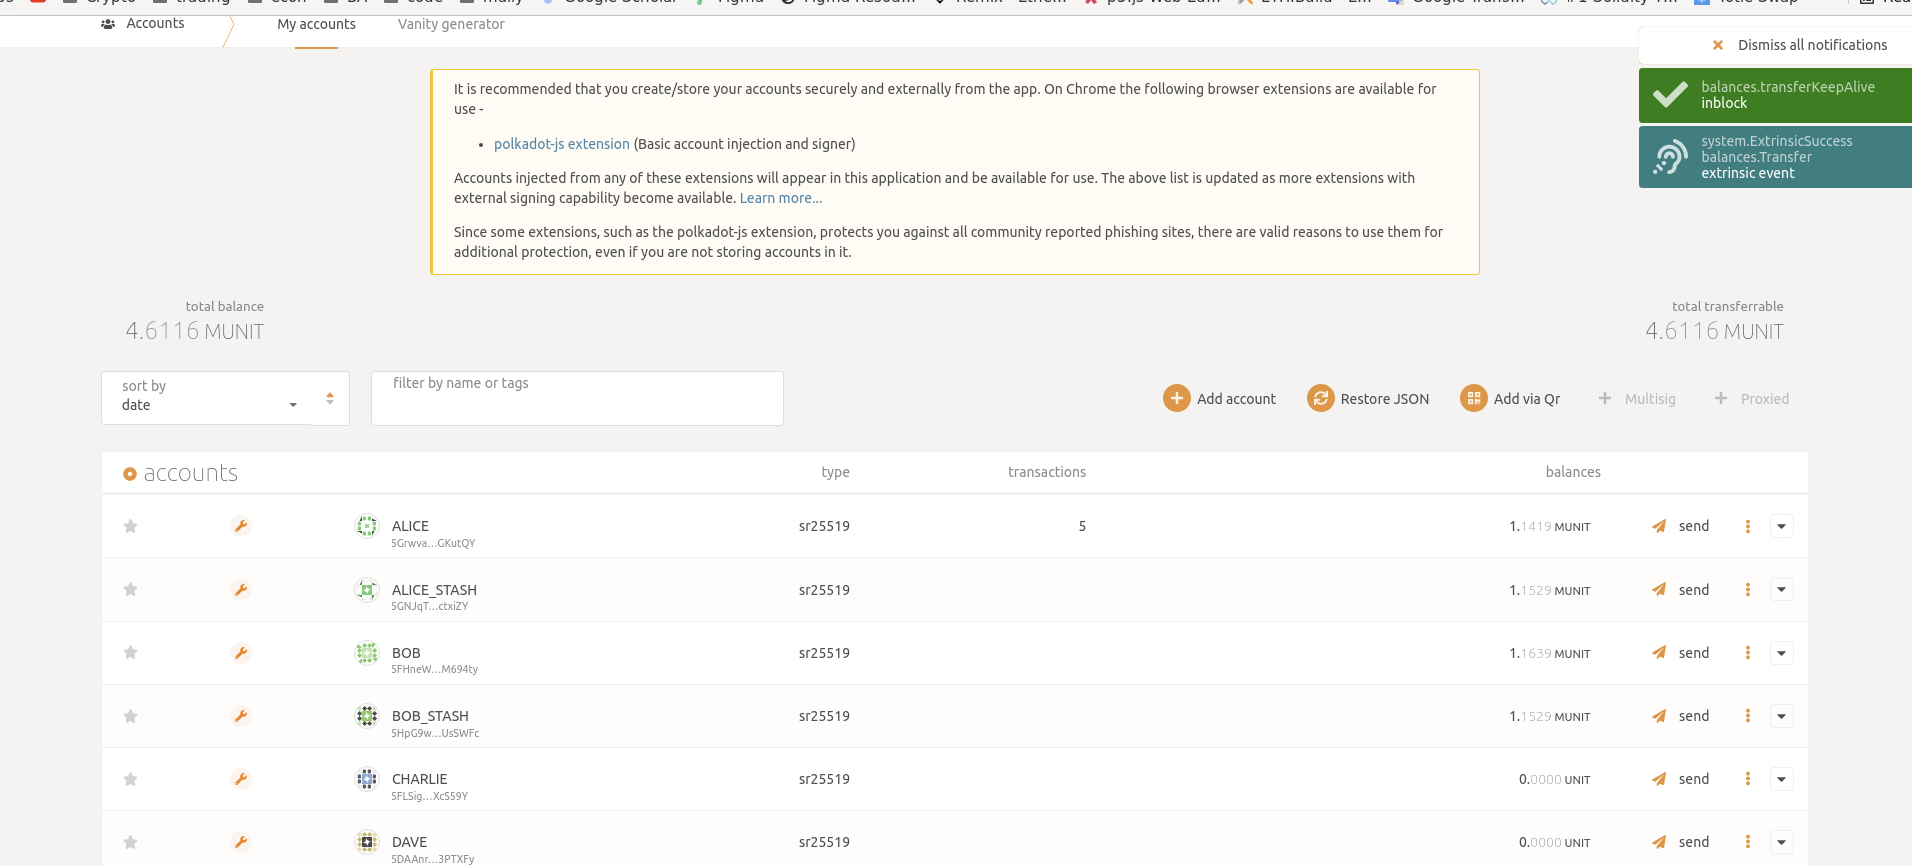 Accounts
My accounts
Vanity generator
Dismiss all notifications
balances.transferKeepAlive
inblock
system.ExtrinsicSuccess
balances.Transfer
extrinsic event
It is recommended that you create/store your accounts securely and externally from the app. On Chrome the following browser extensions are available for
use -
• polkadot-js extension (Basic account injection and signer)
Accounts injected from any of these extensions will appear in this application and be available for use. The above list is updated as more extensions with
external signing capability become available. Learn more...
Since some extensions, such as the polkadot-js extension, protects you against all community reported phishing sites, there are valid reasons to use them for
additional protection, even if you are not storing accounts in it.
total balance
4.6116 MUNIT
total transferrable
4.6116 MUNIT
sort by
date
filter by name or tags
Add account
Restore JSON
Add via Qr
Multisig
Proxied
accounts type transactions balances
ALICE sr25519 5 1.1419 MUNIT send
5Grwva...GKutQY
ALICE_STASH sr25519 1.1529 MUNIT send
5GNJqT...ctxiZY
BOB sr25519 1.1639 MUNIT send
5FHneW...M694ty
BOB_STASH sr25519 1.1529 MUNIT send
5HpG9w...UsSWFc
CHARLIE sr25519 0.0000 UNIT send
5FLSig...XcS59Y
DAVE sr25519 0.0000 UNIT send
5DAAnr...3PTXFy